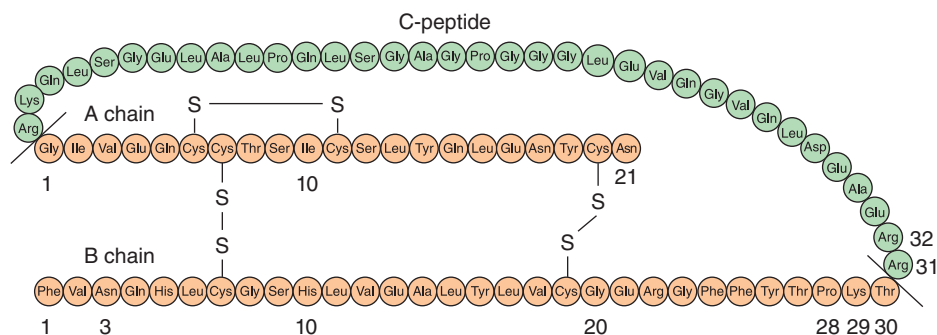 C-peptide
Arg Lys Gln Leu Ser Gly Glu Leu Ala Leu Pro Gln Leu Ser Gly Ala Gly Pro Gly Gly Gly Leu Glu Val Gln Gly Val Gln Leu Asp Glu Ala Glu Arg Arg
32
31
A chain
S S
Gly Ile Val Glu Gln Cys Cys Thr Ser Ile Cys Ser Leu Tyr Gln Leu Glu Asn Tyr Cys Asn
1 10 21
S S
S S
B chain
Phe Val Asn Gln His Leu Cys Gly Ser His Leu Val Glu Ala Leu Tyr Leu Val Cys Gly Glu Arg Gly Phe Phe Tyr Thr Pro Lys Thr
1 3 10 20 28 29 30